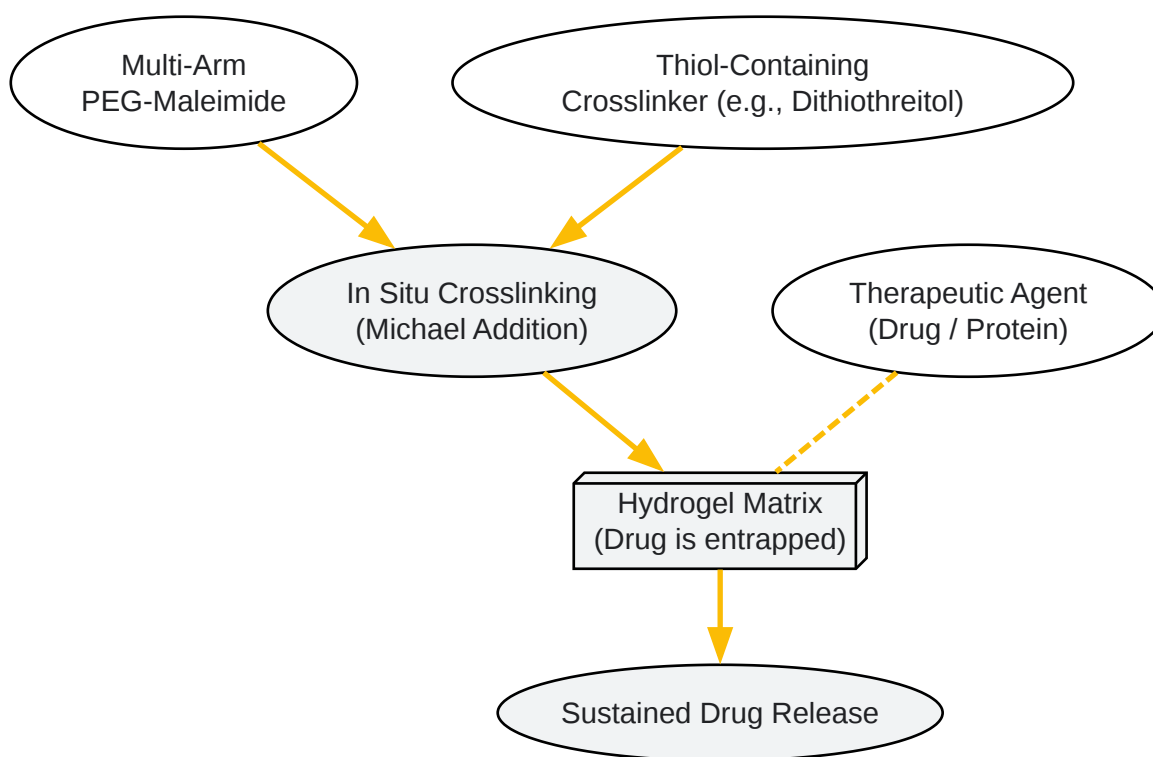 Multi-Arm
PEG-Maleimide
Thiol-Containing
Crosslinker (e.g., Dithiothreitol)
In Situ Crosslinking
(Michael Addition)
Therapeutic Agent
(Drug / Protein)
Hydrogel Matrix
(Drug is entrapped)
Sustained Drug Release